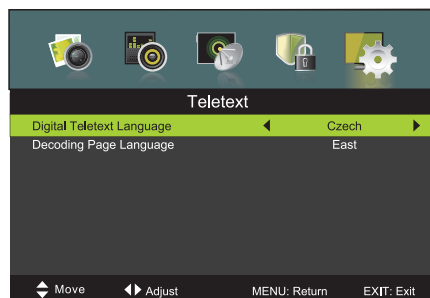 Teletext
Digital Teletext Language Czech
Decoding Page Language East
Move Adjust MENU: Return EXIT: Exit